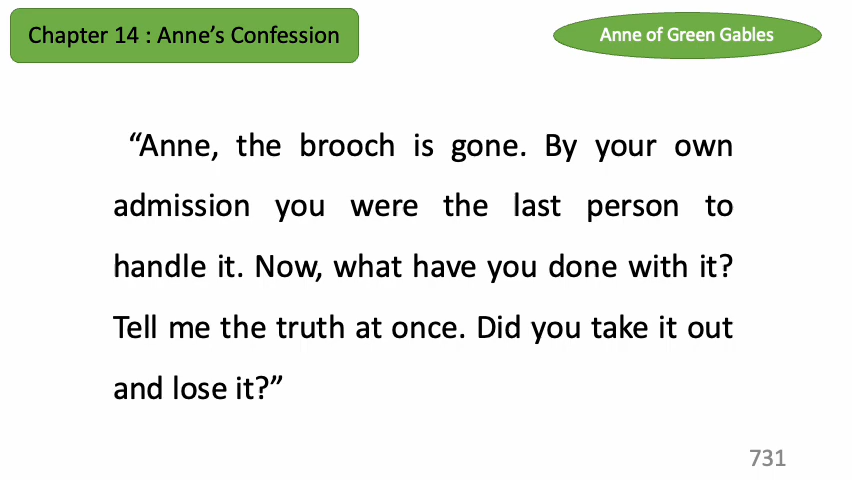 Chapter 14 : Anne’s Confession
Anne of Green Gables
“Anne, the brooch is gone. By your own
admission you were the last person to
handle it. Now, what have you done with it?
Tell me the truth at once. Did you take it out
and lose it?”
731